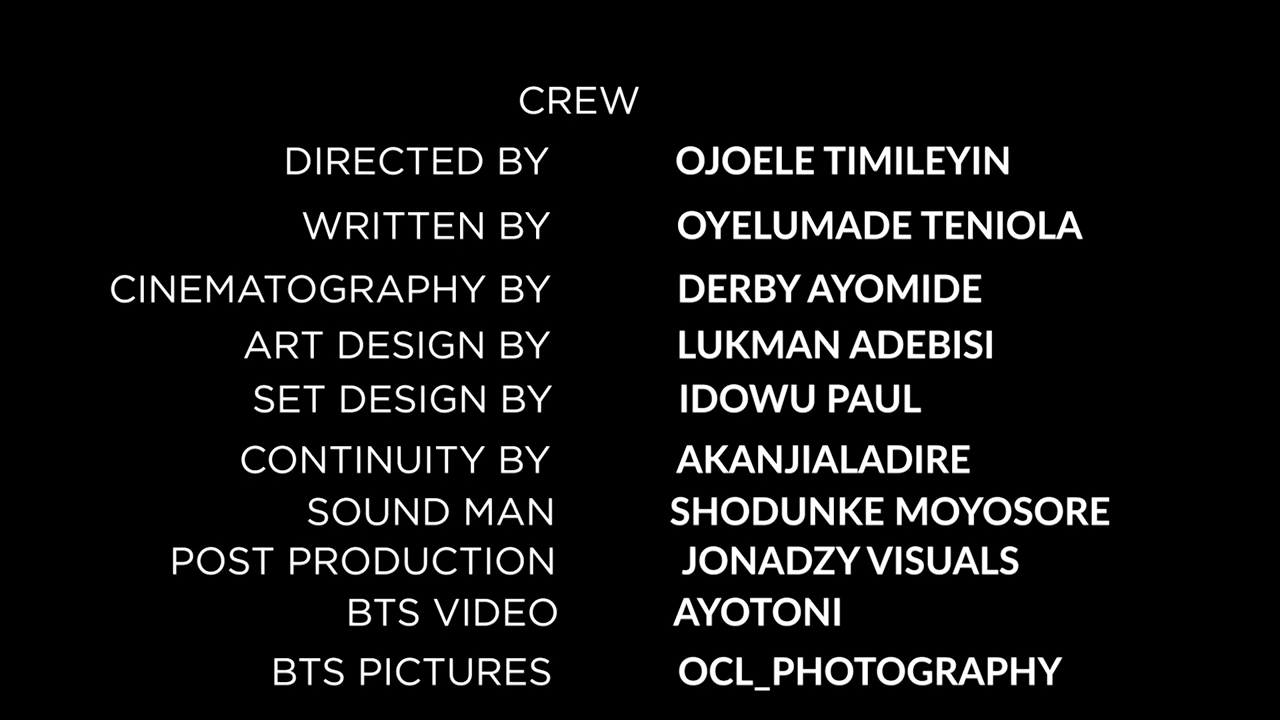 CREW
DIRECTED BY OJOELE TIMILEYIN
WRITTEN BY OYELUMADE TENIOLA
CINEMATOGRAPHY BY DERBY AYOMIDE
ART DESIGN BY LUKMAN ADEBISI
SET DESIGN BY IDOWU PAUL
CONTINUITY BY AKANJIALADIRE
SOUND MAN SHODUNKE MOYOSORE
POST PRODUCTION JONADZY VISUALS
BTS VIDEO AYOTONI
BTS PICTURES OCL_PHOTOGRAPHY